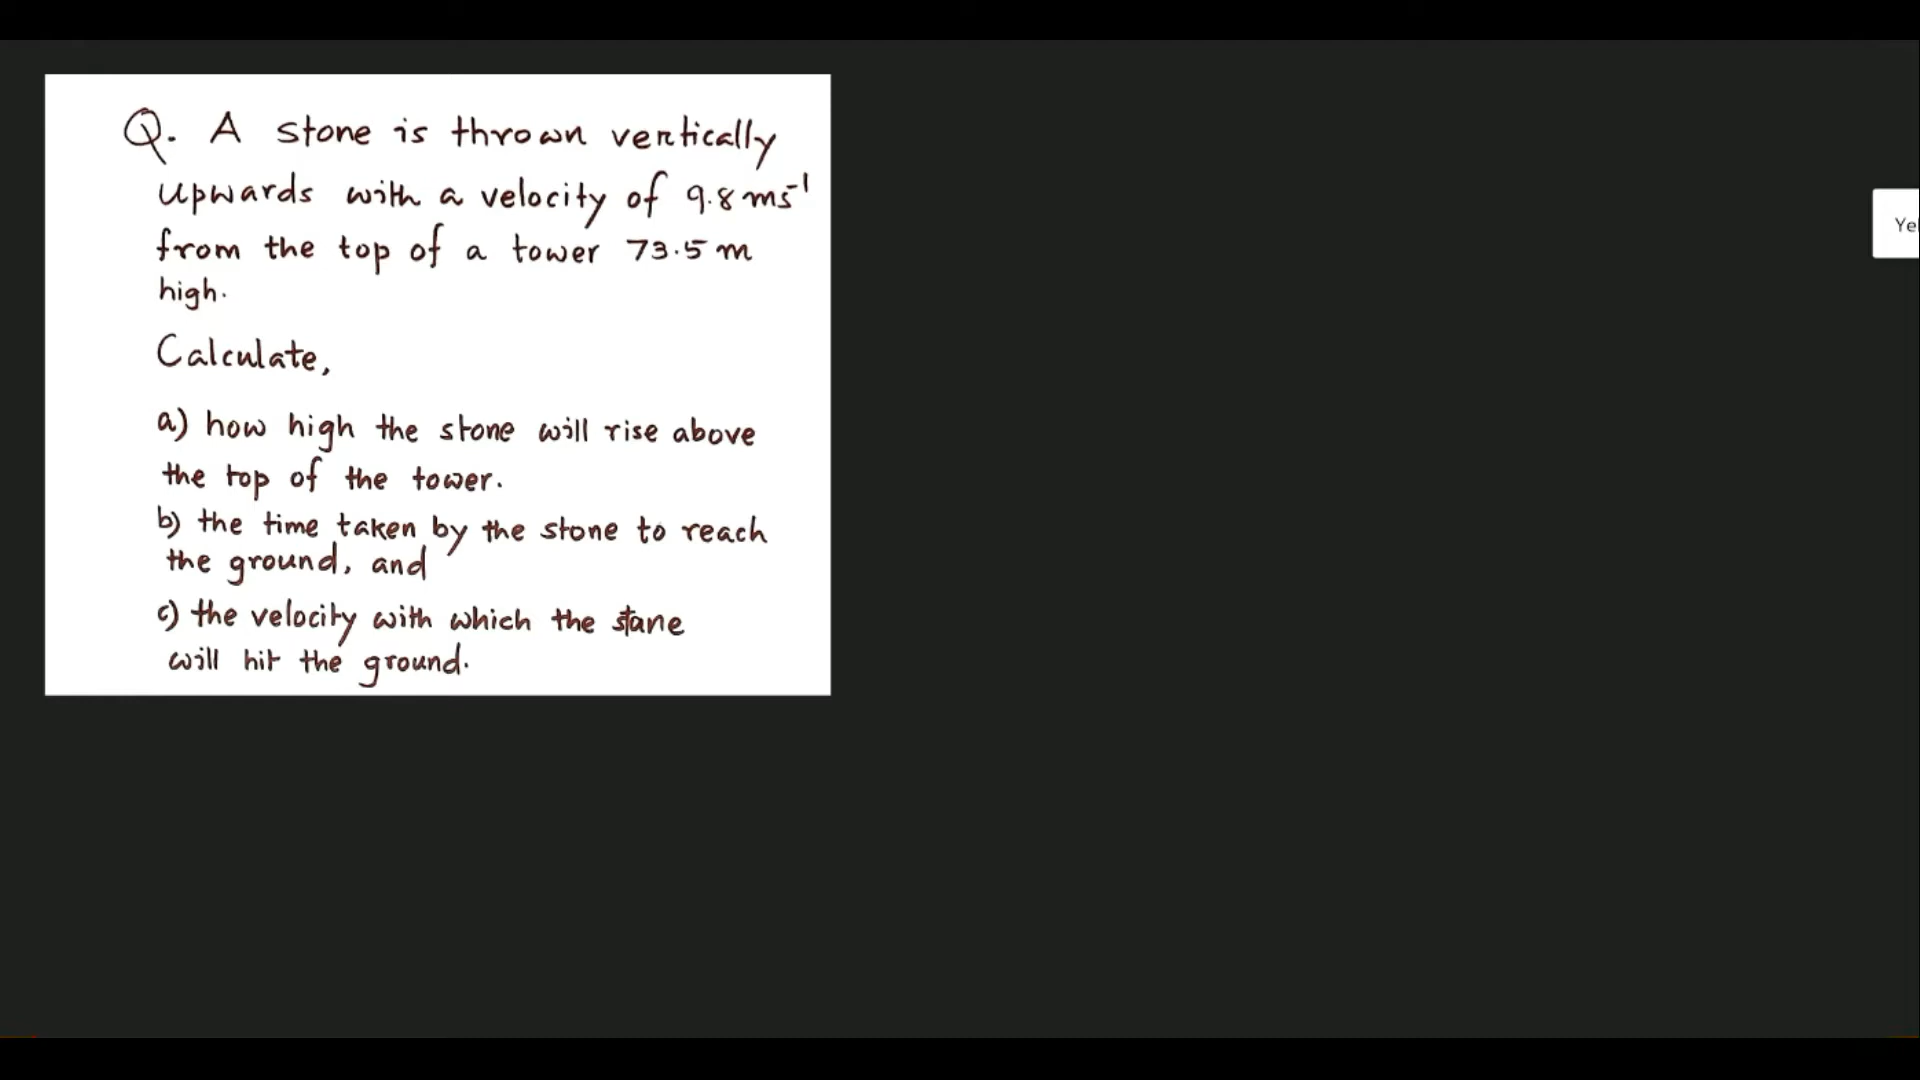 Q. A stone is thrown vertically
upwards with a velocity of 9.8 ms⁻¹
from the top of a tower 73.5 m
high.
Calculate,
a) how high the stone will rise above
the top of the tower.
b) the time taken by the stone to reach
the ground, and
c) the velocity with which the stone
will hit the ground.